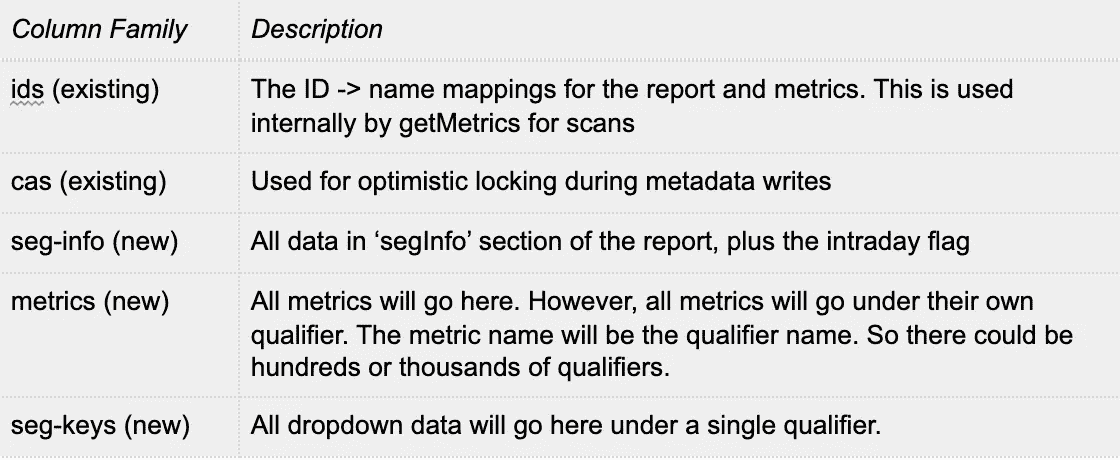 Column Family Description
ids (existing) The ID -> name mappings for the report and metrics. This is used
internally by getMetrics for scans
cas (existing) Used for optimistic locking during metadata writes
seg-info (new) All data in ‘segInfo’ section of the report, plus the intraday flag
metrics (new) All metrics will go here. However, all metrics will go under their own
qualifier. The metric name will be the qualifier name. So there could be
hundreds or thousands of qualifiers.
seg-keys (new) All dropdown data will go here under a single qualifier.